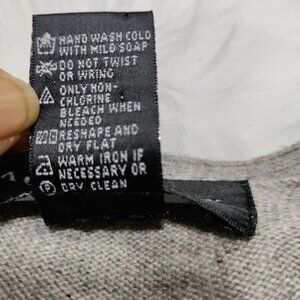 HAND WASH COLD
WITH MILD SOAP
DO NOT TWIST
OR WRING
ONLY NON-
CHLORINE
BLEACH WHEN
NEEDED
RESHAPE AND
DRY FLAT
WARM IRON IF
NECESSARY OR
DRY CLEAN